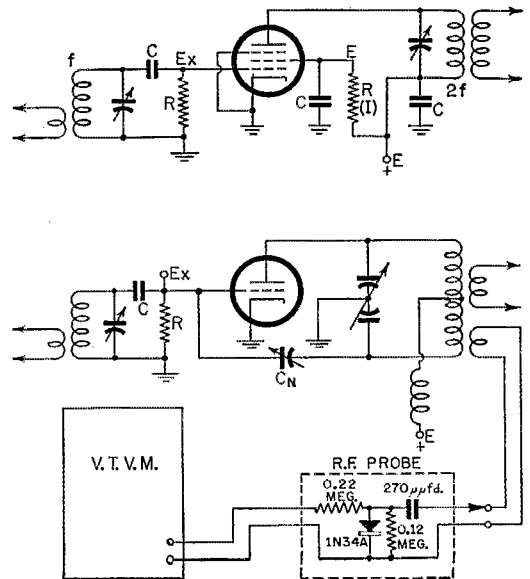 f
C
Ex
R
E
C
R
(I)
2f
C
E
+
Ex
C
R
CN
E
+
V.T.V.M.
R.F. PROBE
0.22
MEG.
270 μμfd.
1N34A
0.12
MEG.